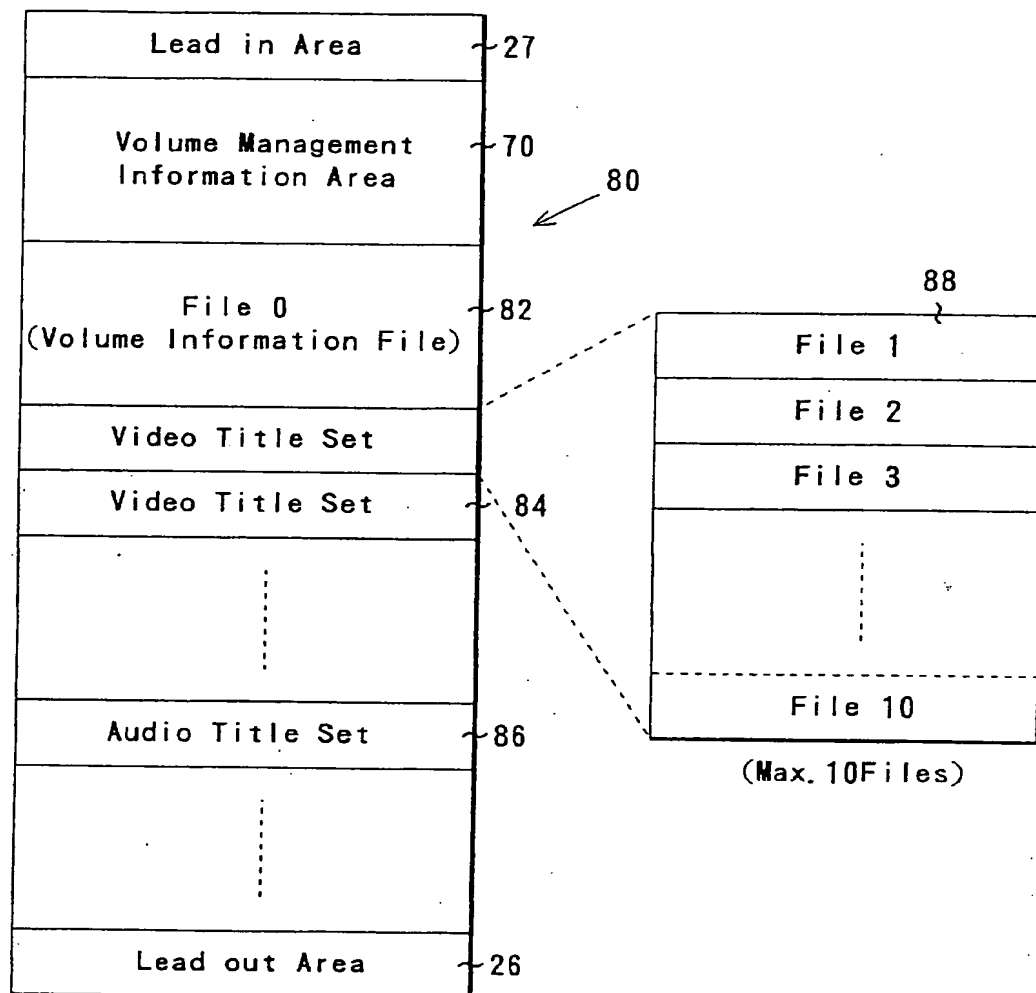 Lead in Area
27
Volume Management
Information Area
70
80
File 0
(Volume Information File)
82
Video Title Set
Video Title Set
84
Audio Title Set
86
Lead out Area
26
88
File 1
File 2
File 3
File 10
(Max. 10Files)